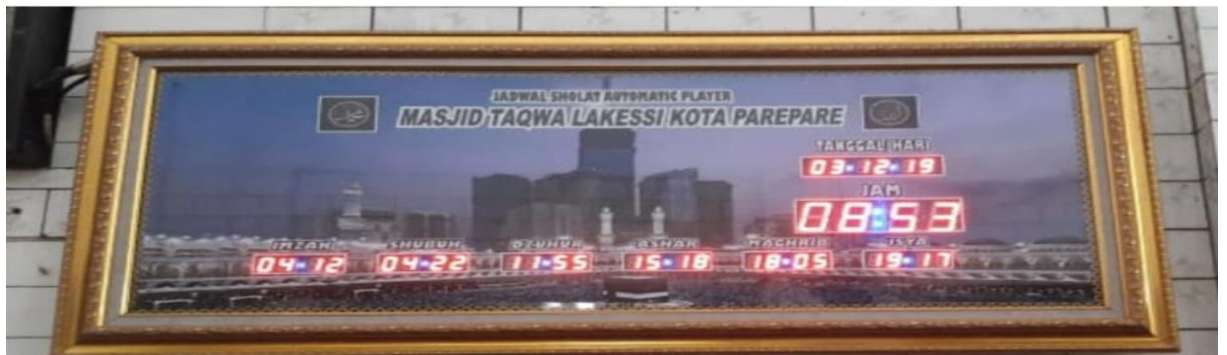 JADWAL SHOLAT AUTOMATIC PLAYER
MASJID TAQWA LAKESSI KOTA PAREPARE
TANGGAL HARI
03-12-19
JAM
08:53
IMZAK SHUBUH DZUHUR ASHAR MAGHRIB ISYA
04-12 04-22 11-55 15-18 18-05 19-17